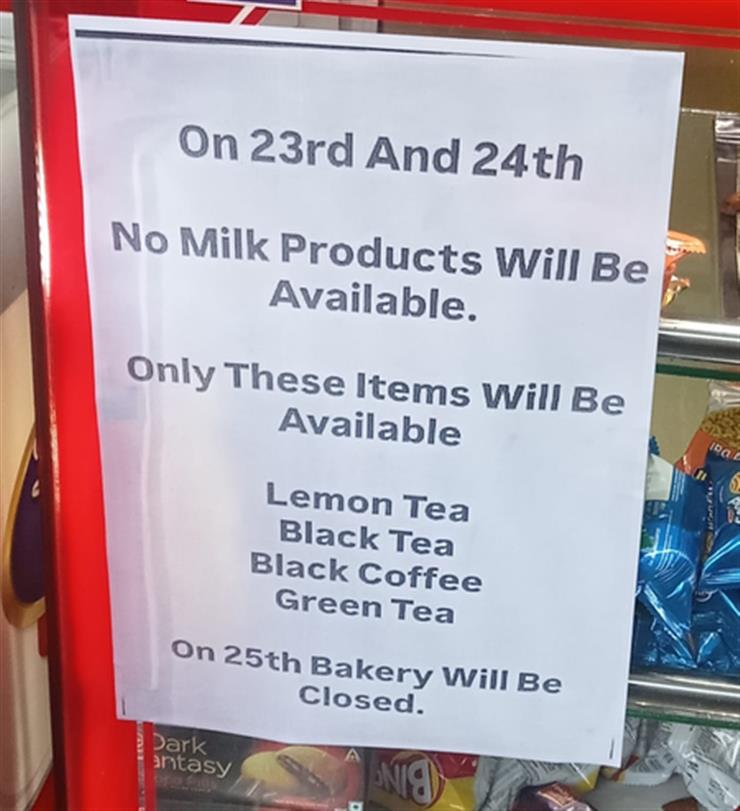 On 23rd And 24th
No Milk Products Will Be
Available.
Only These Items Will Be
Available
Lemon Tea
Black Tea
Black Coffee
Green Tea
On 25th Bakery Will Be
Closed.
Dark
antasy